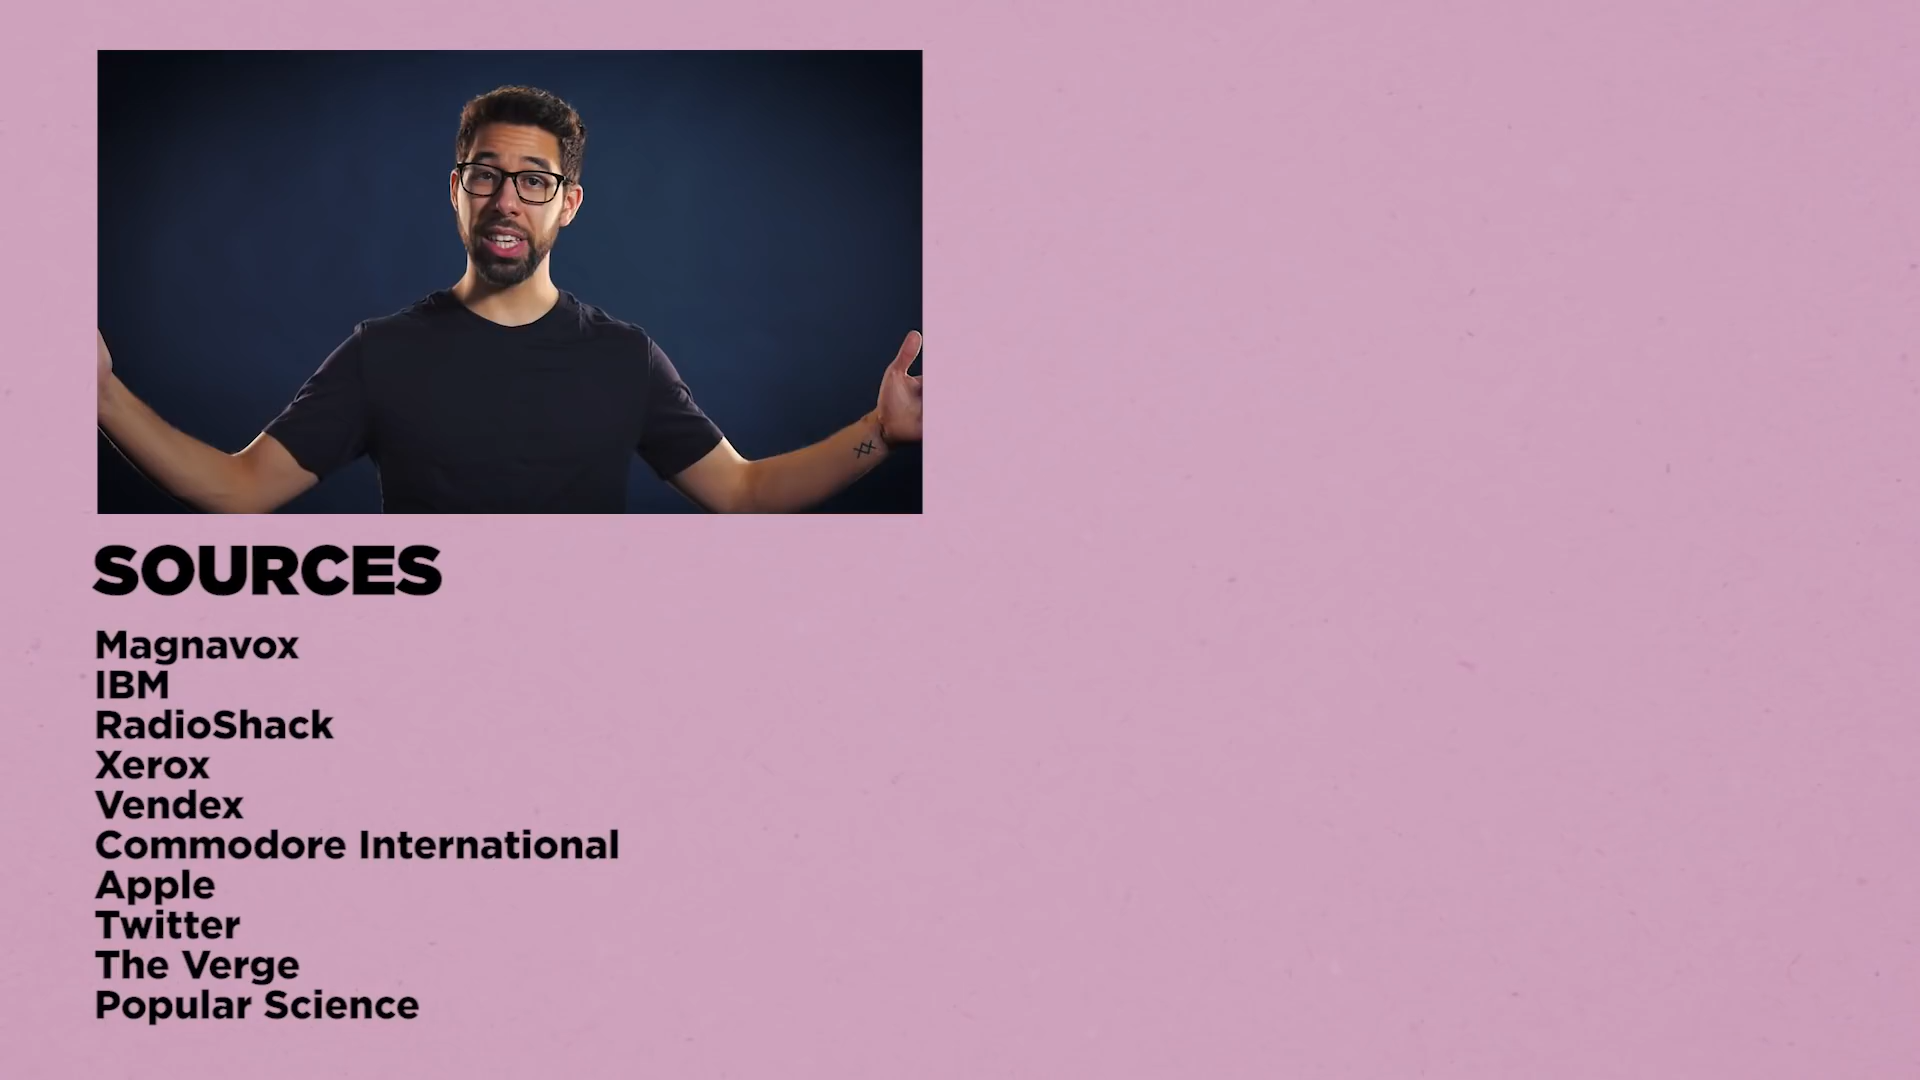 SOURCES
Magnavox
IBM
RadioShack
Xerox
Vendex
Commodore International
Apple
Twitter
The Verge
Popular Science